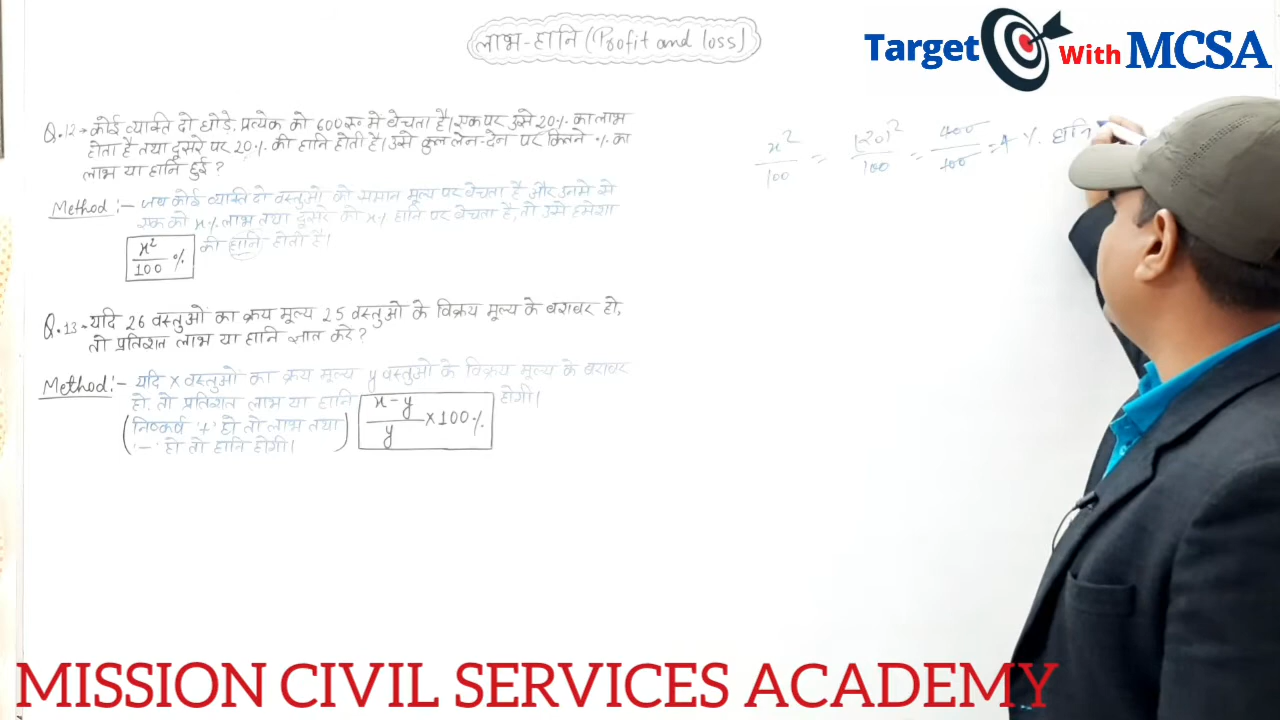 लाभ-हानि (Profit and loss)
Target With MCSA
Q.12→ कोई व्यक्ति दो घोड़े, प्रत्येक को 600 रू० में बेचता है। एक पर उसे 20% का लाभ
होता है तथा दूसरे पर 20% की हानि होती है। उसे कुल लेन-देन पर कितने % का
लाभ या हानि हुई ?
Method:- जब कोई व्यक्ति दो वस्तुओ को समान मूल्य पर बेचता है और उनमे से
एक को x% लाभ तथा दूसरे को x% हानि पर बेचता है, तो उसे हमेशा
x²/100 % की हानि होती है।
x²/100 = (20)²/100 = 400/100 = 4 % हानि
Q.13→ यदि 26 वस्तुओं का क्रय मूल्य 25 वस्तुओ के विक्रय मूल्य के बराबर हो,
तो प्रतिशत लाभ या हानि ज्ञात करे ?
Method:- यदि x वस्तुओ का क्रय मूल्य y वस्तुओ के विक्रय मूल्य के बराबर
हो, तो प्रतिशत लाभ या हानि x-y/y ×100% होगी।
(निष्कर्ष '+' हो तो लाभ तथा
'-' हो तो हानि होगी।)
MISSION CIVIL SERVICES ACADEMY